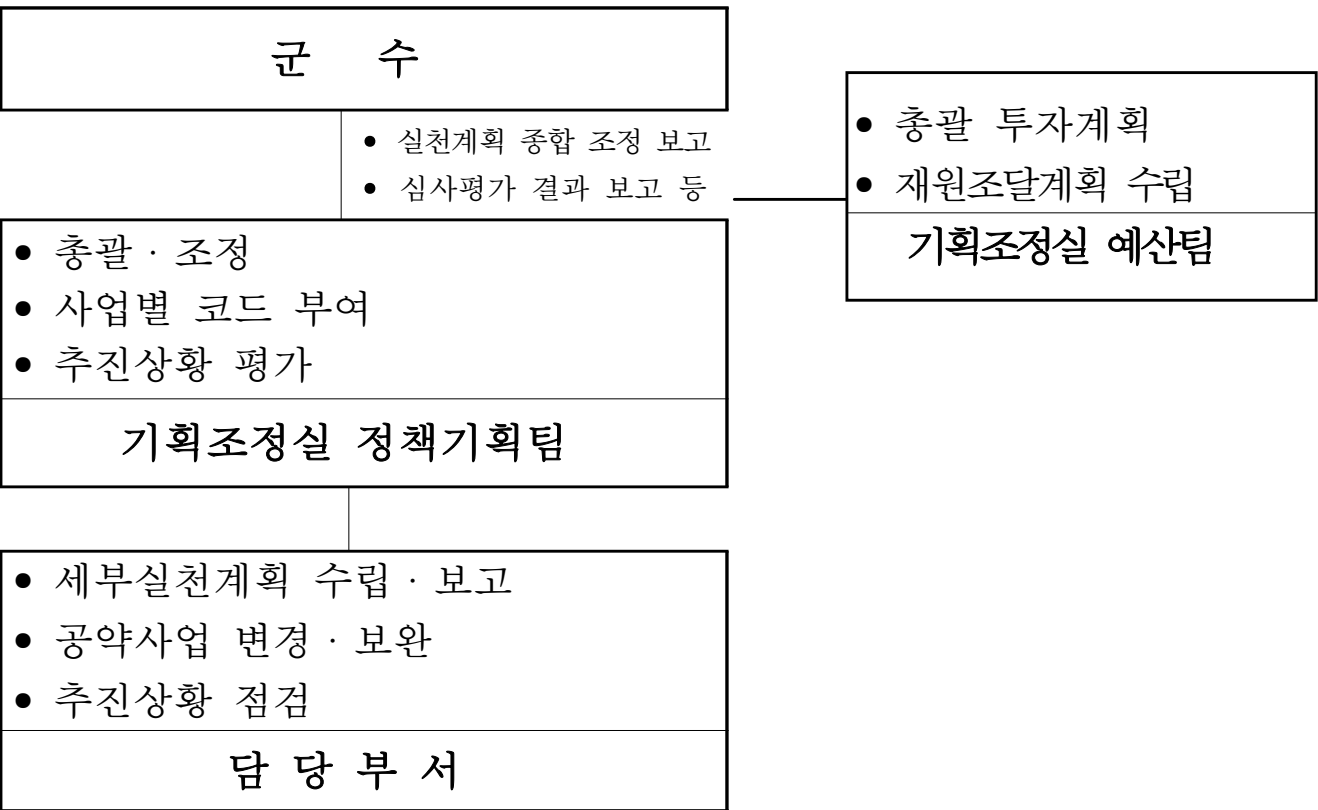 군 수
• 실천계획 종합 조정 보고
• 심사평가 결과 보고 등
• 총괄 투자계획
• 재원조달계획 수립
기획조정실 예산팀
• 총괄 · 조정
• 사업별 코드 부여
• 추진상황 평가
기획조정실 정책기획팀
• 세부실천계획 수립 · 보고
• 공약사업 변경 · 보완
• 추진상황 점검
담 당 부 서